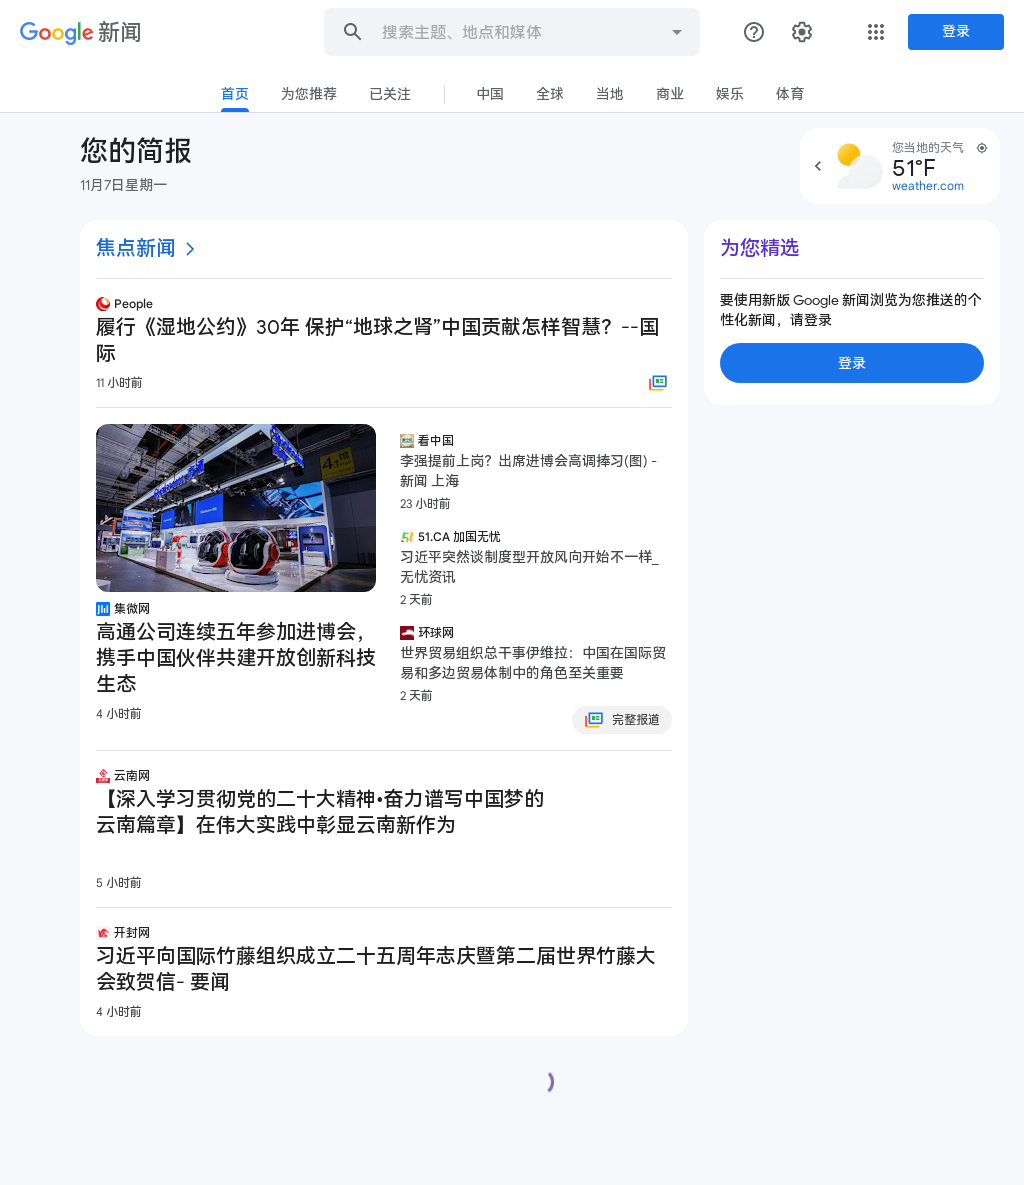 Google 新闻
搜索主题、地点和媒体
登录
首页
为您推荐
已关注
中国
全球
当地
商业
娱乐
体育
您的简报
11月7日星期一
您当地的天气
51°F
weather.com
焦点新闻
People
履行《湿地公约》30年 保护“地球之肾”中国贡献怎样智慧？--国
际
11 小时前
4.1馆
集微网
高通公司连续五年参加进博会，
携手中国伙伴共建开放创新科技
生态
4 小时前
看中国
李强提前上岗？出席进博会高调捧习(图) -
新闻 上海
23 小时前
51.CA 加国无忧
习近平突然谈制度型开放风向开始不一样_
无忧资讯
2 天前
环球网
世界贸易组织总干事伊维拉：中国在国际贸
易和多边贸易体制中的角色至关重要
2 天前
完整报道
云南网
【深入学习贯彻党的二十大精神•奋力谱写中国梦的
云南篇章】在伟大实践中彰显云南新作为
5 小时前
开封网
习近平向国际竹藤组织成立二十五周年志庆暨第二届世界竹藤大
会致贺信- 要闻
4 小时前
为您精选
要使用新版 Google 新闻浏览为您推送的个
性化新闻，请登录
登录